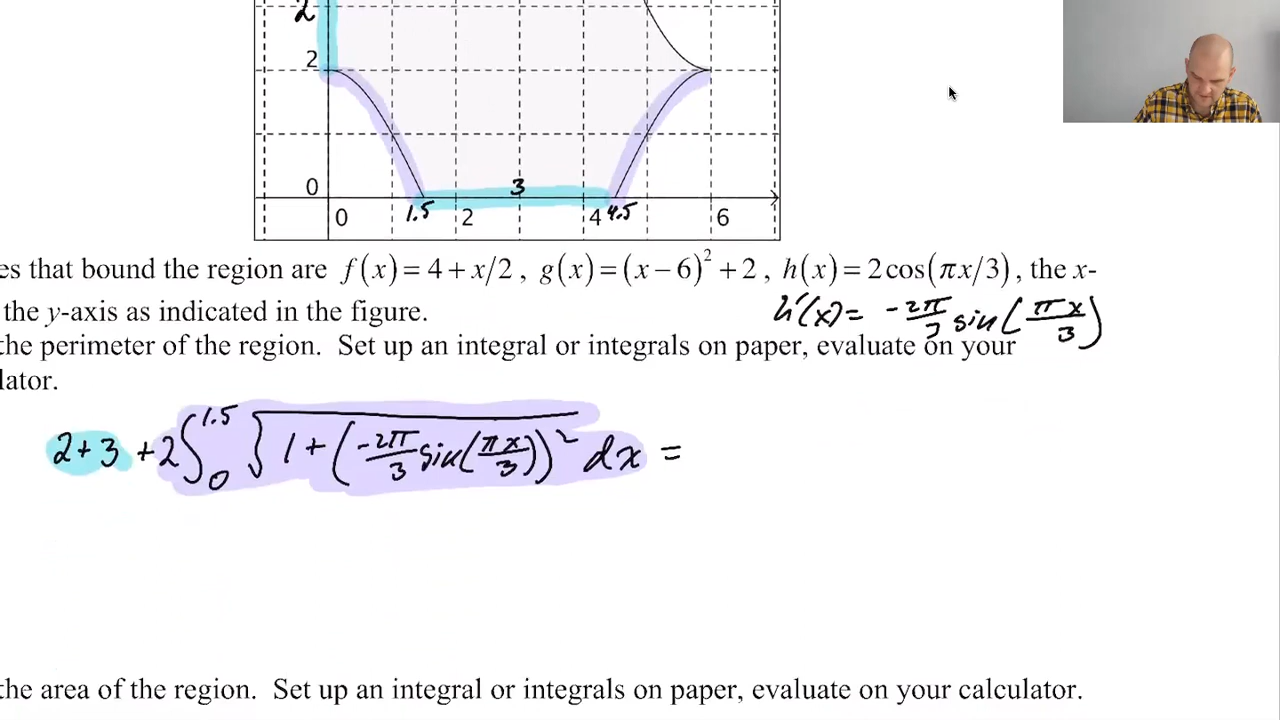 2
2
0
3
1.5
4.5
0 2 4 6
es that bound the region are f(x) = 4 + x/2 , g(x) = (x − 6)² + 2 , h(x) = 2cos(πx/3) , the x-
the y-axis as indicated in the figure.
h'(x) = -2π/3 sin(πx/3)
the perimeter of the region. Set up an integral or integrals on paper, evaluate on your
lator.
2+3 +2∫₀^1.5 √(1+(-2π/3 sin(πx/3))²) dx =
the area of the region. Set up an integral or integrals on paper, evaluate on your calculator.